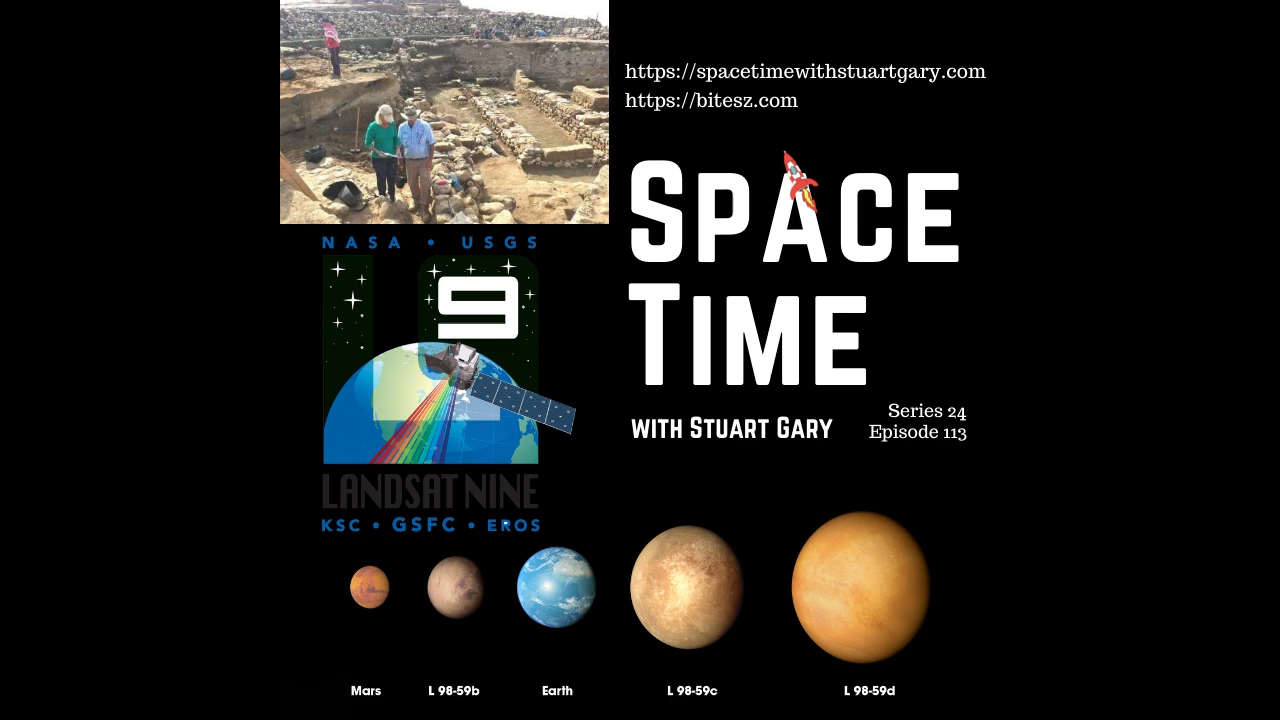 https://spacetimewithstuartgary.com
https://bitesz.com
SPACE
TIME
WITH STUART GARY
Series 24
Episode 113
NASA • USGS
9
LANDSAT NINE
KSC • GSFC • EROS
Mars
L 98-59b
Earth
L 98-59c
L 98-59d